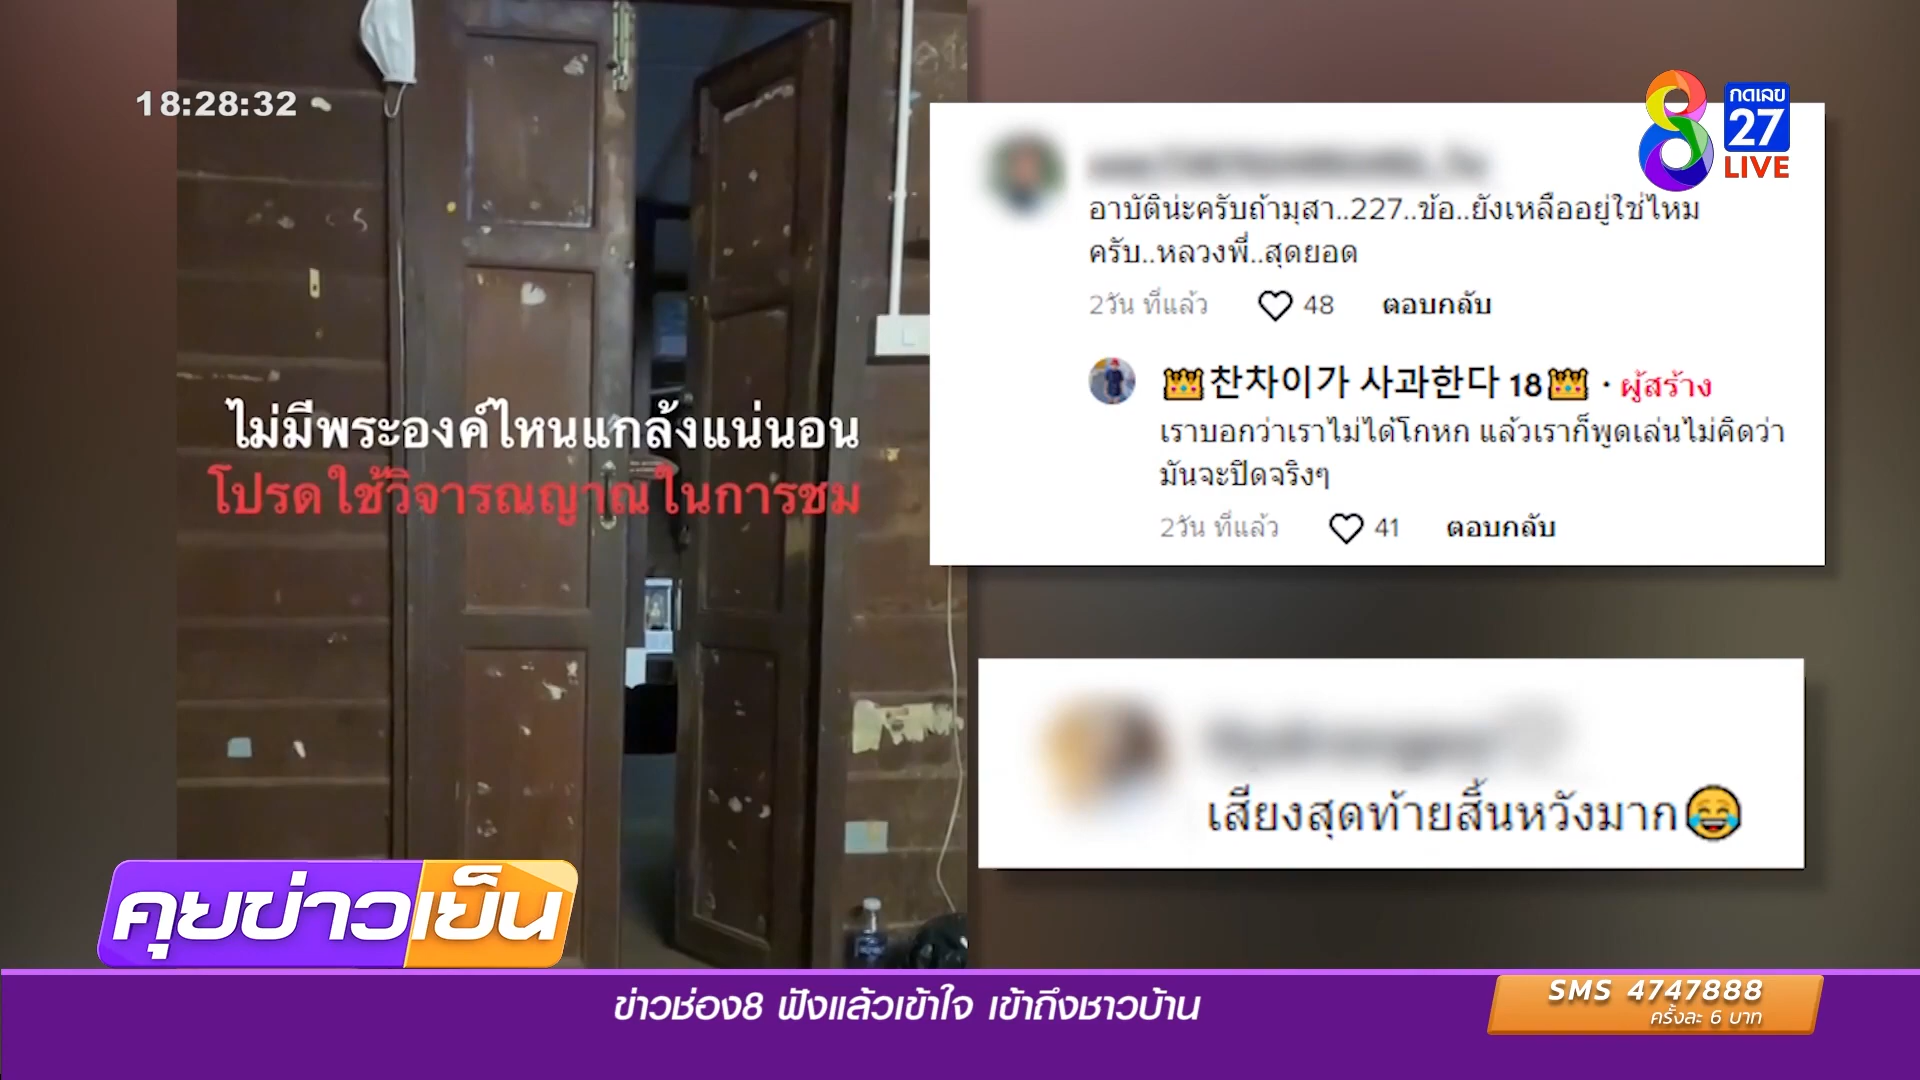 18:28:32
กดเลข
27
LIVE
อาบัติน่ะครับถ้ามุสา..227..ข้อ..ยังเหลืออยู่ใช่ไหม
ครับ..หลวงพี่..สุดยอด
2วัน ที่แล้ว 48 ตอบกลับ
👑찬차이가 사과한다 18👑 · ผู้สร้าง
เราบอกว่าเราไม่ได้โกหก แล้วเราก็พูดเล่นไม่คิดว่า
มันจะปิดจริงๆ
2วัน ที่แล้ว 41 ตอบกลับ
ไม่มีพระองค์ไหนแกล้งแน่นอน
โปรดใช้วิจารณญาณในการชม
เสียงสุดท้ายสิ้นหวังมาก😂
คุยข่าวเย็น
ข่าวช่อง8 ฟังแล้วเข้าใจ เข้าถึงชาวบ้าน
SMS 4747888
ครั้งละ 6 บาท